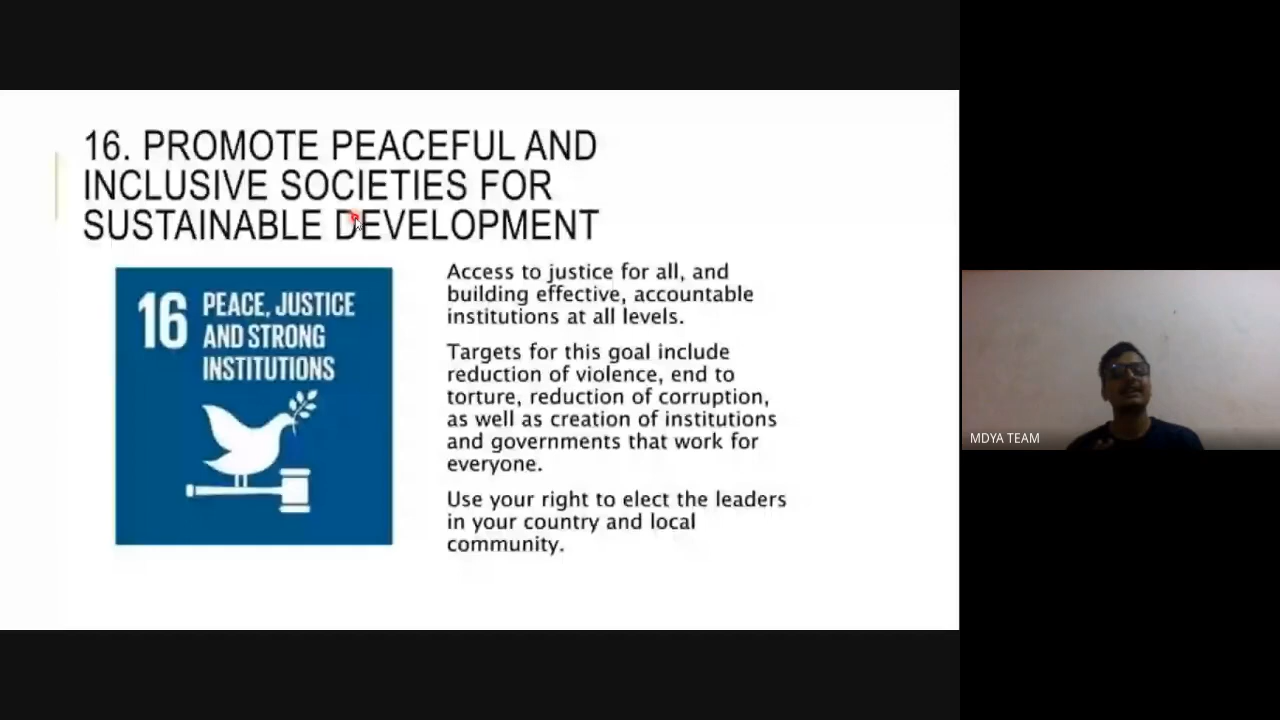 16. PROMOTE PEACEFUL AND
INCLUSIVE SOCIETIES FOR
SUSTAINABLE DEVELOPMENT
16 PEACE, JUSTICE
AND STRONG
INSTITUTIONS
Access to justice for all, and
building effective, accountable
institutions at all levels.
Targets for this goal include
reduction of violence, end to
torture, reduction of corruption,
as well as creation of institutions
and governments that work for
everyone.
Use your right to elect the leaders
in your country and local
community.
MDYA TEAM